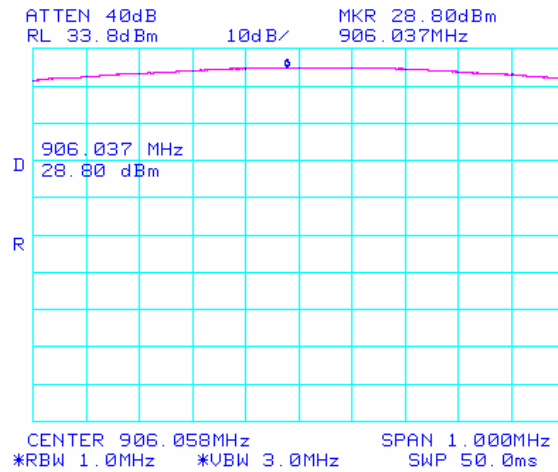 ATTEN 40dB MKR 28.80dBm
RL 33.8dBm 10dB/ 906.037MHz
906.037 MHz
D
28.80 dBm
R
CENTER 906.058MHz SPAN 1.000MHz
*RBW 1.0MHz *VBW 3.0MHz SWP 50.0ms